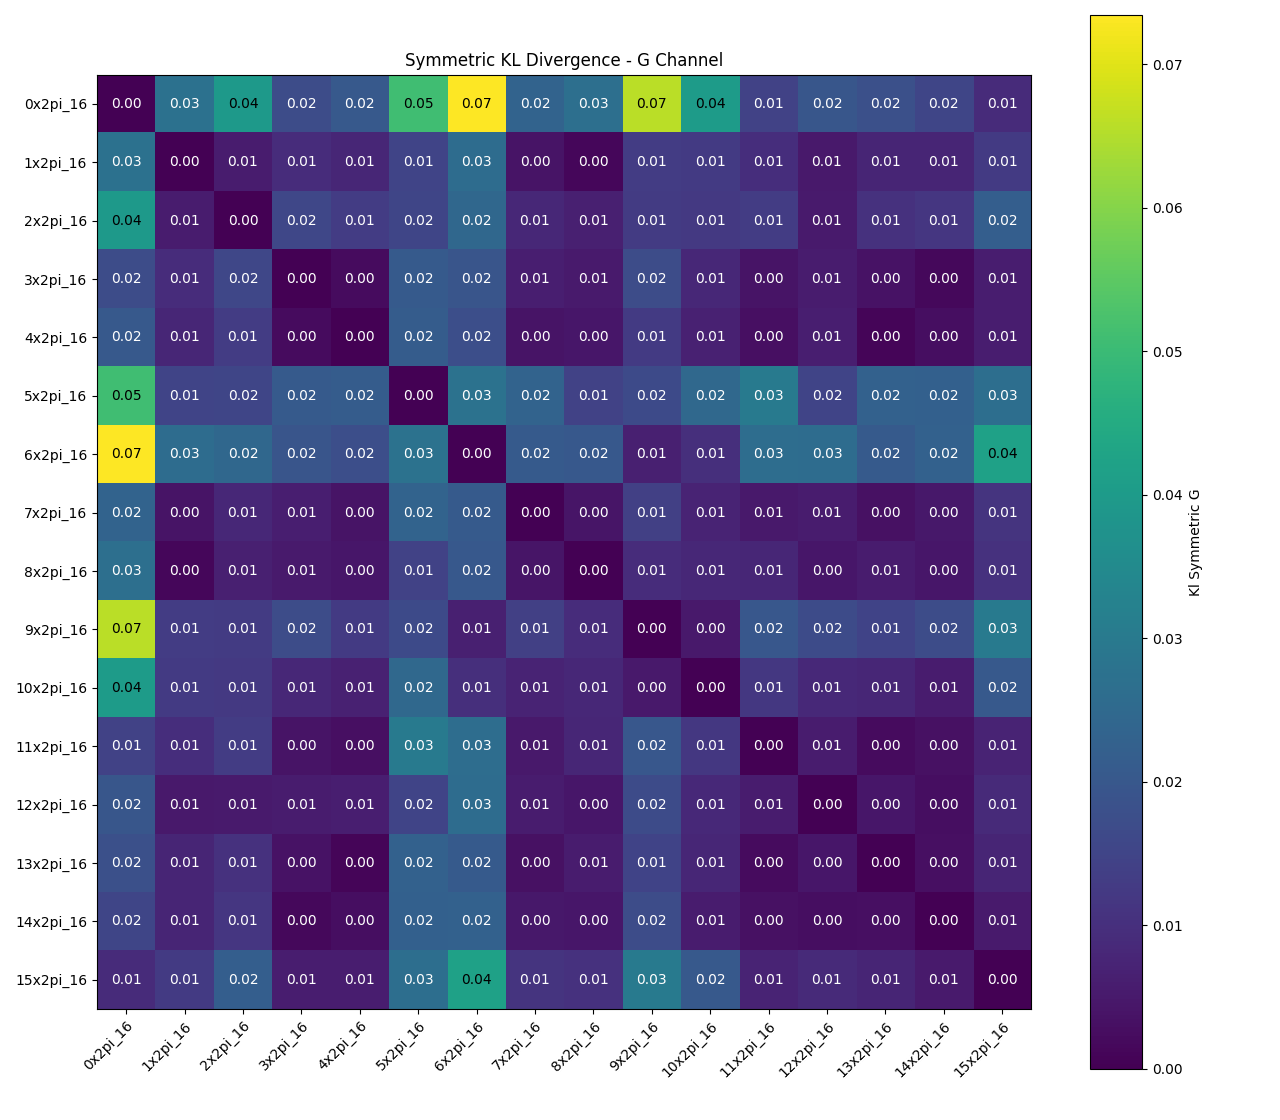 Symmetric KL Divergence - G Channel
0x2pi_16 0.00 0.03 0.04 0.02 0.02 0.05 0.07 0.02 0.03 0.07 0.04 0.01 0.02 0.02 0.02 0.01
1x2pi_16 0.03 0.00 0.01 0.01 0.01 0.01 0.03 0.00 0.00 0.01 0.01 0.01 0.01 0.01 0.01 0.01
2x2pi_16 0.04 0.01 0.00 0.02 0.01 0.02 0.02 0.01 0.01 0.01 0.01 0.01 0.01 0.01 0.01 0.02
3x2pi_16 0.02 0.01 0.02 0.00 0.00 0.02 0.02 0.01 0.01 0.02 0.01 0.00 0.01 0.00 0.00 0.01
4x2pi_16 0.02 0.01 0.01 0.00 0.00 0.02 0.02 0.00 0.00 0.01 0.01 0.00 0.01 0.00 0.00 0.01
5x2pi_16 0.05 0.01 0.02 0.02 0.02 0.00 0.03 0.02 0.01 0.02 0.02 0.03 0.02 0.02 0.02 0.03
6x2pi_16 0.07 0.03 0.02 0.02 0.02 0.03 0.00 0.02 0.02 0.01 0.01 0.03 0.03 0.02 0.02 0.04
7x2pi_16 0.02 0.00 0.01 0.01 0.00 0.02 0.02 0.00 0.00 0.01 0.01 0.01 0.01 0.00 0.00 0.01
8x2pi_16 0.03 0.00 0.01 0.01 0.00 0.01 0.02 0.00 0.00 0.01 0.01 0.01 0.00 0.01 0.00 0.01
9x2pi_16 0.07 0.01 0.01 0.02 0.01 0.02 0.01 0.01 0.01 0.00 0.00 0.02 0.02 0.01 0.02 0.03
10x2pi_16 0.04 0.01 0.01 0.01 0.01 0.02 0.01 0.01 0.01 0.00 0.00 0.01 0.01 0.01 0.01 0.02
11x2pi_16 0.01 0.01 0.01 0.00 0.00 0.03 0.03 0.01 0.01 0.02 0.01 0.00 0.01 0.00 0.00 0.01
12x2pi_16 0.02 0.01 0.01 0.01 0.01 0.02 0.03 0.01 0.00 0.02 0.01 0.01 0.00 0.00 0.00 0.01
13x2pi_16 0.02 0.01 0.01 0.00 0.00 0.02 0.02 0.00 0.01 0.01 0.01 0.00 0.00 0.00 0.00 0.01
14x2pi_16 0.02 0.01 0.01 0.00 0.00 0.02 0.02 0.00 0.00 0.02 0.01 0.00 0.00 0.00 0.00 0.01
15x2pi_16 0.01 0.01 0.02 0.01 0.01 0.03 0.04 0.01 0.01 0.03 0.02 0.01 0.01 0.01 0.01 0.00
0x2pi_16 1x2pi_16 2x2pi_16 3x2pi_16 4x2pi_16 5x2pi_16 6x2pi_16 7x2pi_16 8x2pi_16 9x2pi_16 10x2pi_16 11x2pi_16 12x2pi_16 13x2pi_16 14x2pi_16 15x2pi_16
0.07
0.06
0.05
0.04
0.03
0.02
0.01
0.00
Kl Symmetric G